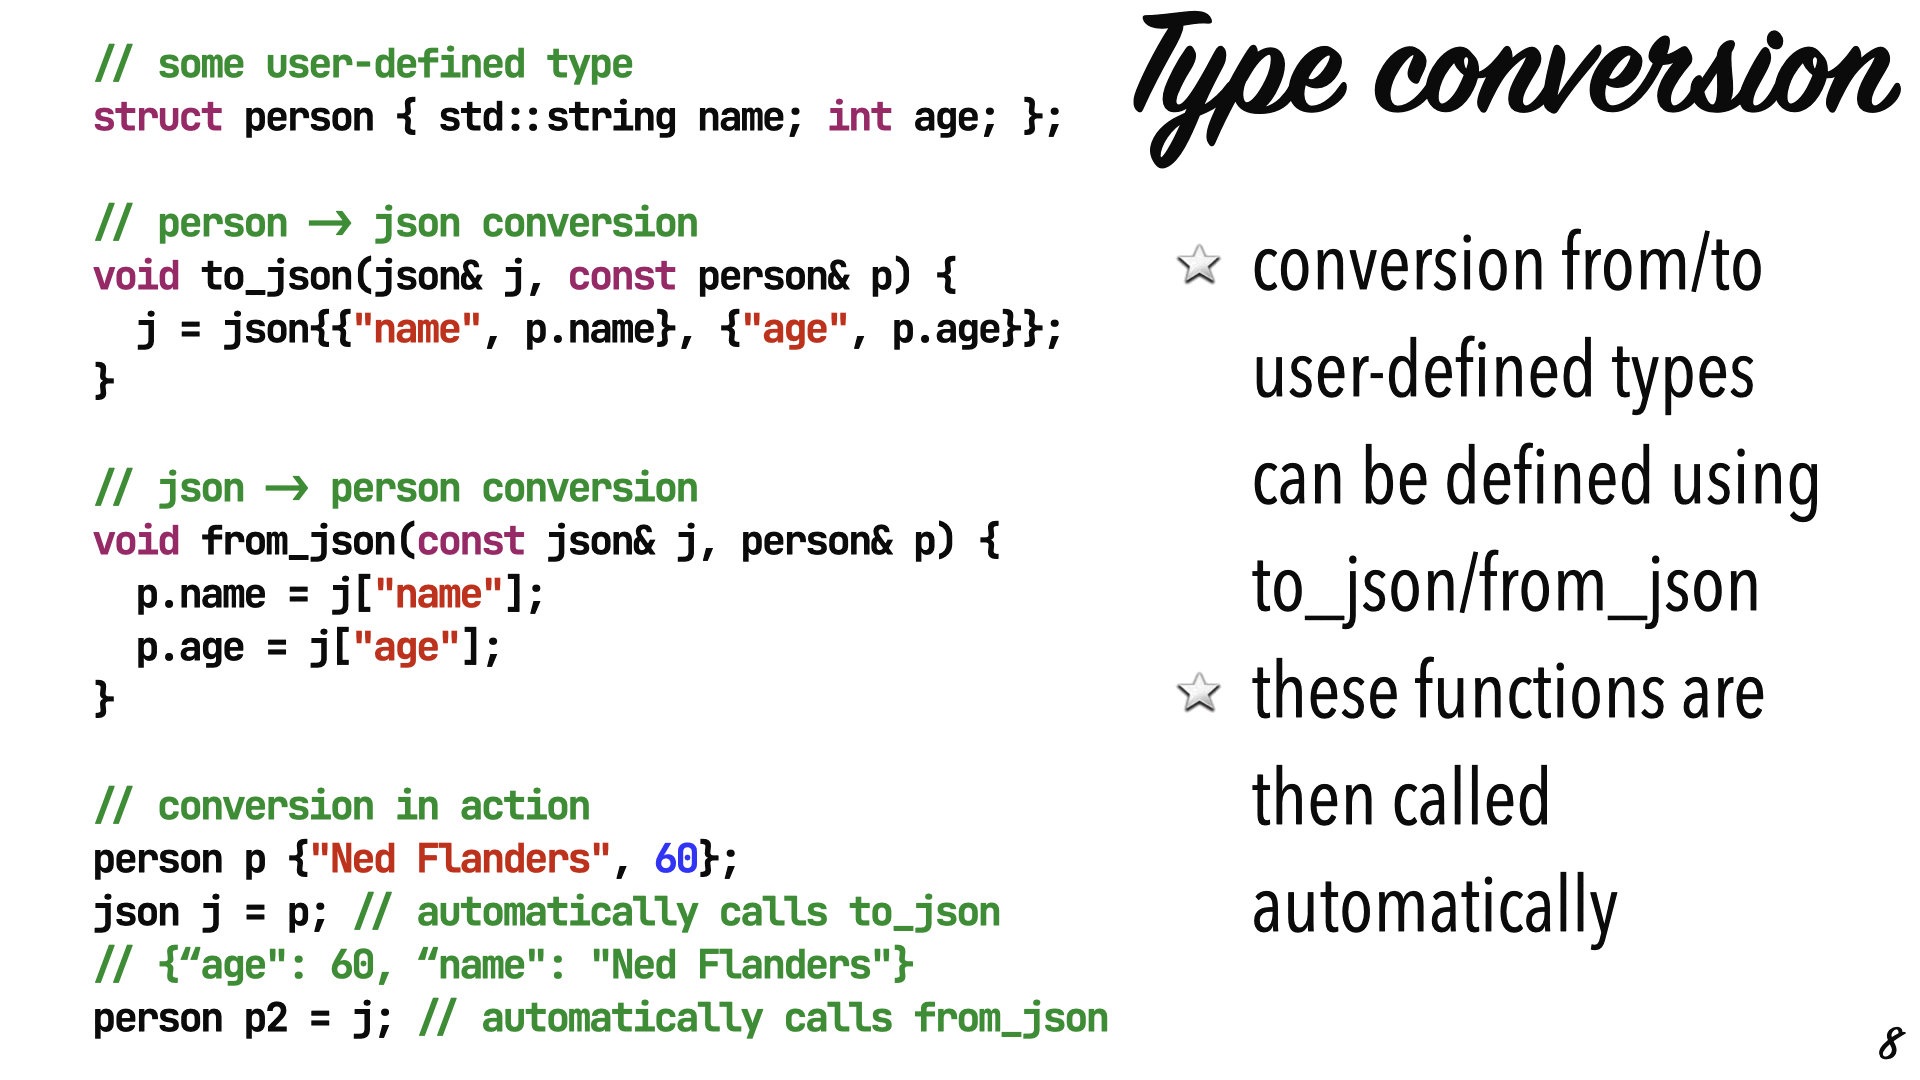 Type conversion
// some user-defined type
struct person { std::string name; int age; };
// person -> json conversion
void to_json(json& j, const person& p) {
  j = json{{"name", p.name}, {"age", p.age}};
}
// json -> person conversion
void from_json(const json& j, person& p) {
  p.name = j["name"];
  p.age = j["age"];
}
// conversion in action
person p {"Ned Flanders", 60};
json j = p; // automatically calls to_json
// {“age": 60, “name": "Ned Flanders"}
person p2 = j; // automatically calls from_json
conversion from/to
user-defined types
can be defined using
to_json/from_json
these functions are
then called
automatically
8